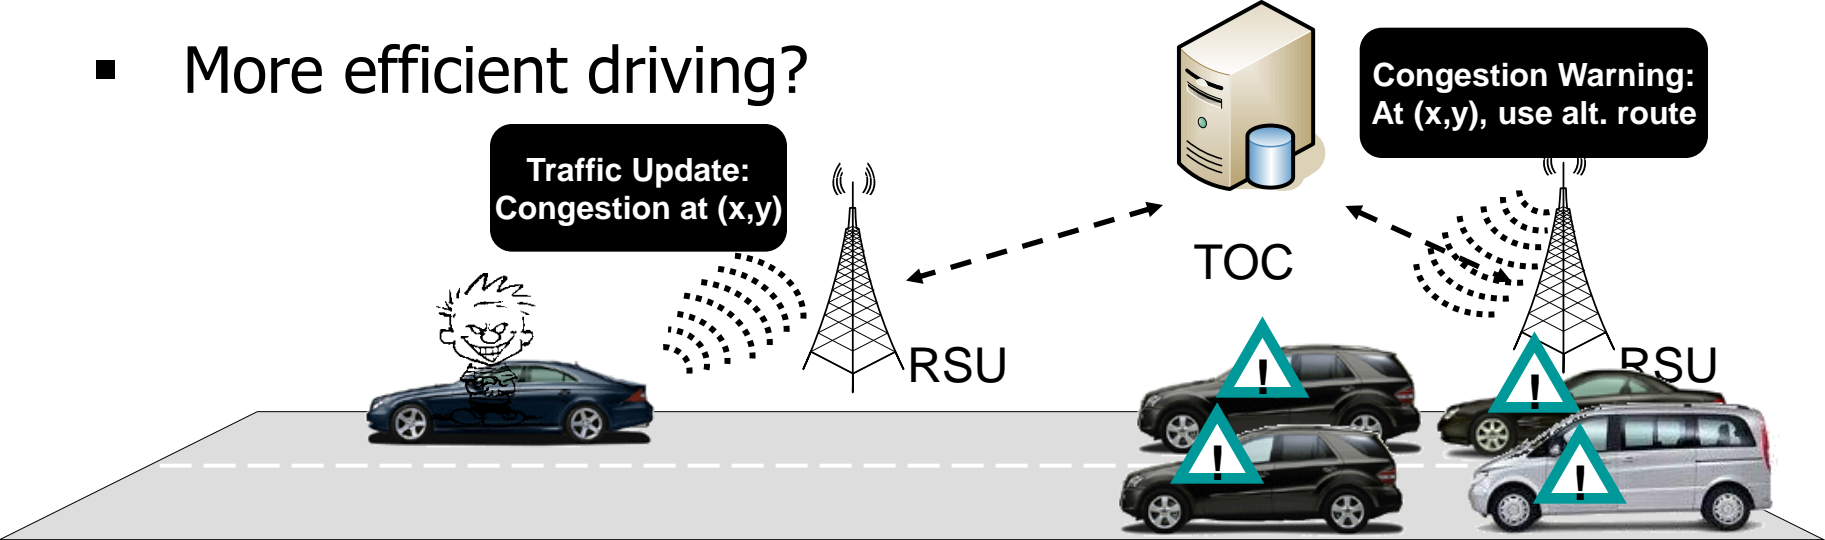 ▪ More efficient driving?
Traffic Update:
Congestion at (x,y)
Congestion Warning:
At (x,y), use alt. route
TOC
RSU
RSU
!
!
!
!